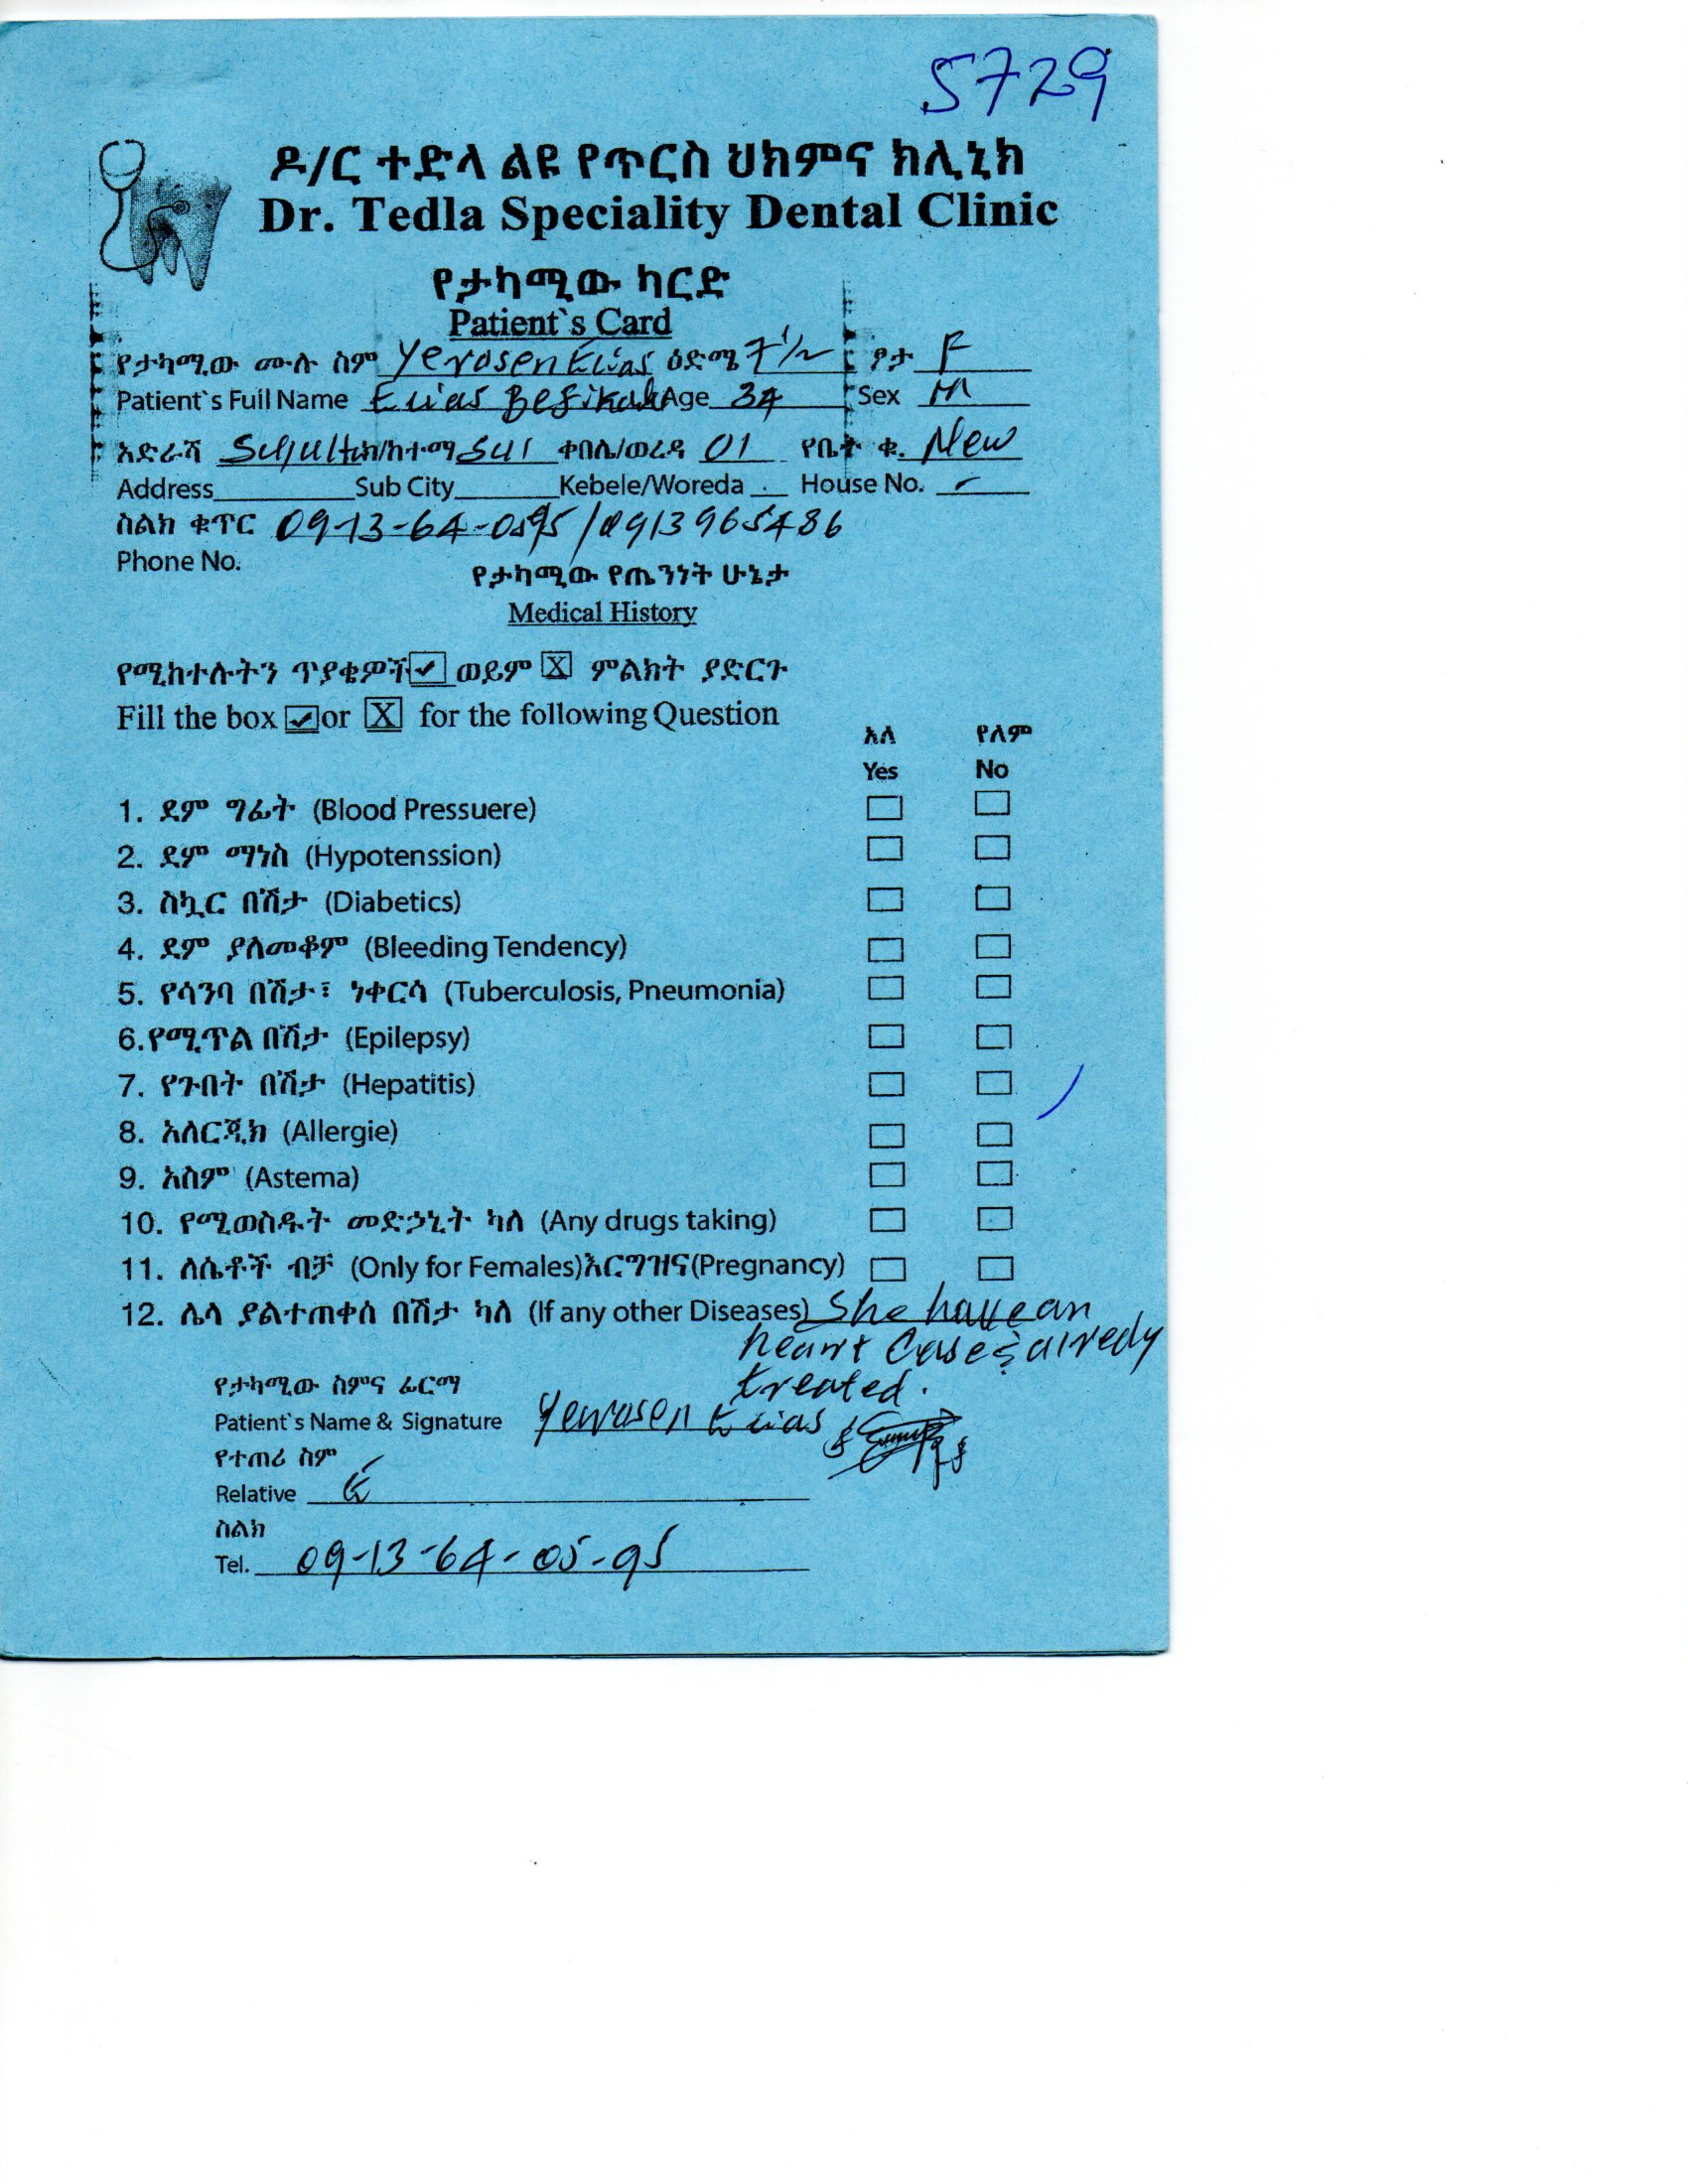 5729
ዶ/ር ተድላ ልዩ የጥርስ ህክምና ክሊኒክ
Dr. Tedla Speciality Dental Clinic
የታካሚው ካርድ
Patient`s Card
የታካሚው ሙሉ ስም Yerosen Elias ዕድሜ 7 1/2 ፆታ F
Patient`s Full Name Elias Age 34 Sex M
አድራሻ ክ/ከተማ Sul ቀበሌ/ወረዳ 01 የቤት ቁ. New
Address Sub City Kebele/Woreda House No. -
ስልክ ቁጥር 09-13-64-0595 / 0913965486
Phone No.
የታካሚው የጤንነት ሁኔታ
Medical History
የሚከተሉትን ጥያቄዎች ✓ ወይም X ምልክት ያድርጉ
Fill the box ✓ or X for the following Question
አለ የለም
Yes No
1. ደም ግፊት (Blood Pressuere)
2. ደም ማነስ (Hypotenssion)
3. ስኳር በሽታ (Diabetics)
4. ደም ያለመቆም (Bleeding Tendency)
5. የሳንባ በሽታ፣ ነቀርሳ (Tuberculosis, Pneumonia)
6.የሚጥል በሽታ (Epilepsy)
7. የጉበት በሽታ (Hepatitis)
8. አለርጂክ (Allergie)
9. አስም (Astema)
10. የሚወስዱት መድኃኒት ካለ (Any drugs taking)
11. ለሴቶች ብቻ (Only for Females)እርግዝና(Pregnancy)
12. ሌላ ያልተጠቀሰ በሽታ ካለ (If any other Diseases) She have an
heart case & alredy
treated.
የታካሚው ስምና ፊርማ
Patient`s Name & Signature Yerosen Elias
የተጠሪ ስም
Relative E
ስልክ
Tel. 09-13-64-05-95